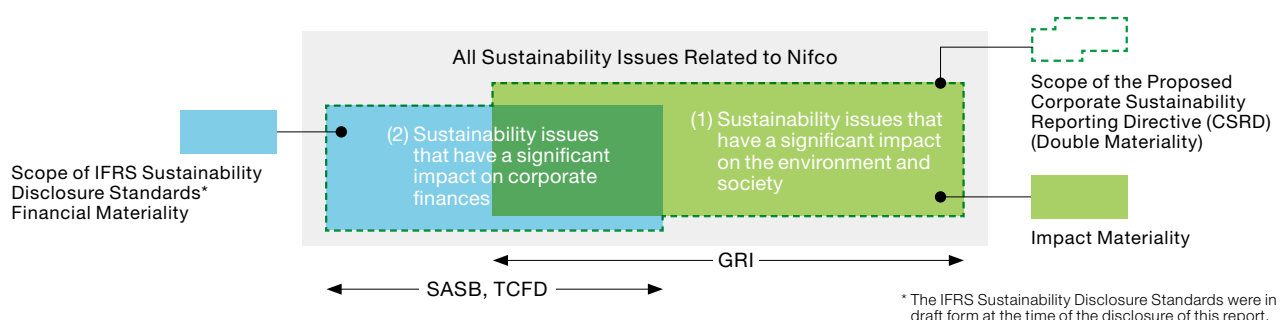 All Sustainability Issues Related to Nifco
Scope of the Proposed
Corporate Sustainability
Reporting Directive (CSRD)
(Double Materiality)
(1) Sustainability issues that
have a significant impact
on the environment and
society
(2) Sustainability issues
that have a significant
impact on corporate
finances
Scope of IFRS Sustainability
Disclosure Standards*
Financial Materiality
Impact Materiality
GRI
SASB, TCFD
* The IFRS Sustainability Disclosure Standards were in
draft form at the time of the disclosure of this report.